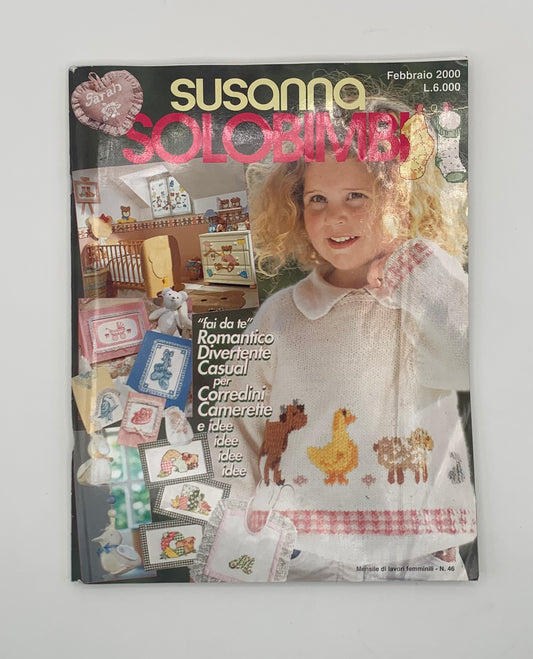 Febbraio 2000
L.6.000
Sarah
susanna
SOLOBIMBI
"fai da te"
Romantico
Divertente
Casual
per
Corredini
Camerette
e idee
idee
idee
idee
Mensile di lavori femminili - N. 46